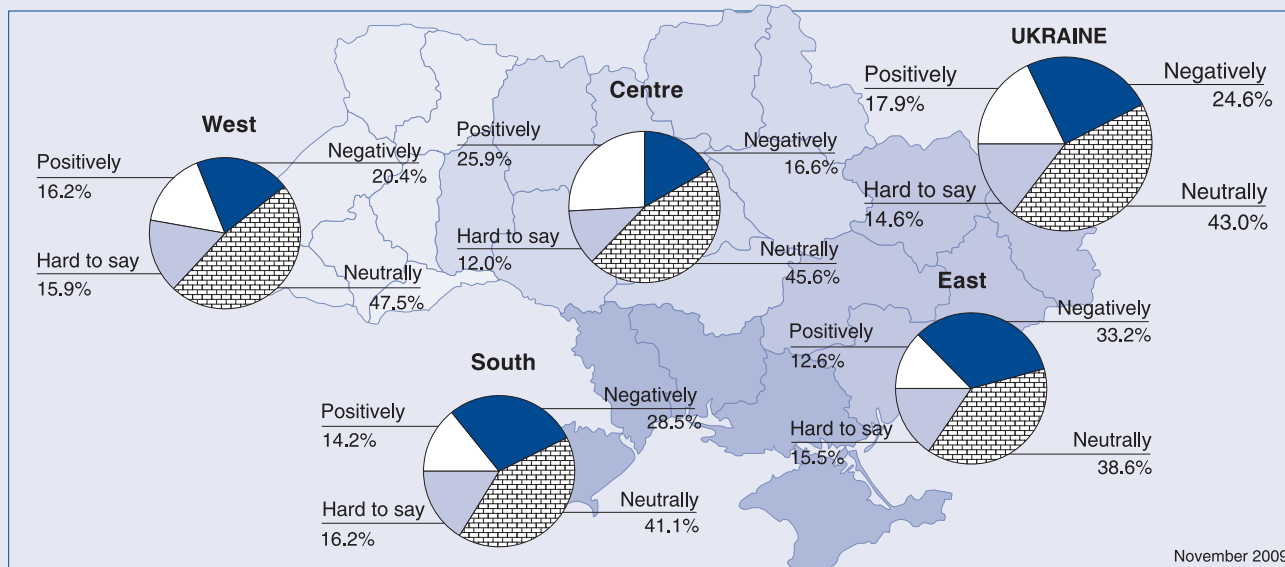 UKRAINE
Positively
17.9%
Negatively
24.6%
Hard to say
14.6%
Neutrally
43.0%
Centre
Positively
25.9%
Negatively
16.6%
Hard to say
12.0%
Neutrally
45.6%
West
Positively
16.2%
Negatively
20.4%
Hard to say
15.9%
Neutrally
47.5%
East
Positively
12.6%
Negatively
33.2%
Hard to say
15.5%
Neutrally
38.6%
South
Positively
14.2%
Negatively
28.5%
Hard to say
16.2%
Neutrally
41.1%
November 2009